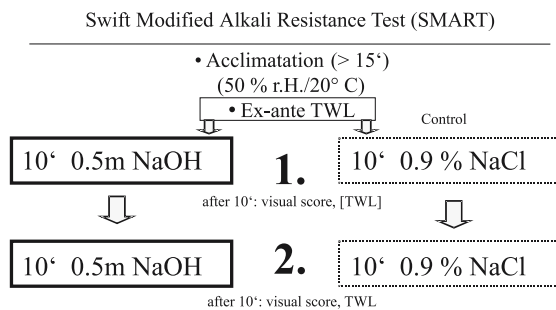 Swift Modified Alkali Resistance Test (SMART)
• Acclimatation (> 15‘)
(50 % r.H./20° C)
• Ex-ante TWL
Control
10‘ 0.5m NaOH 1. 10‘ 0.9 % NaCl
after 10‘: visual score, [TWL]
10‘ 0.5m NaOH 2. 10‘ 0.9 % NaCl
after 10‘: visual score, TWL